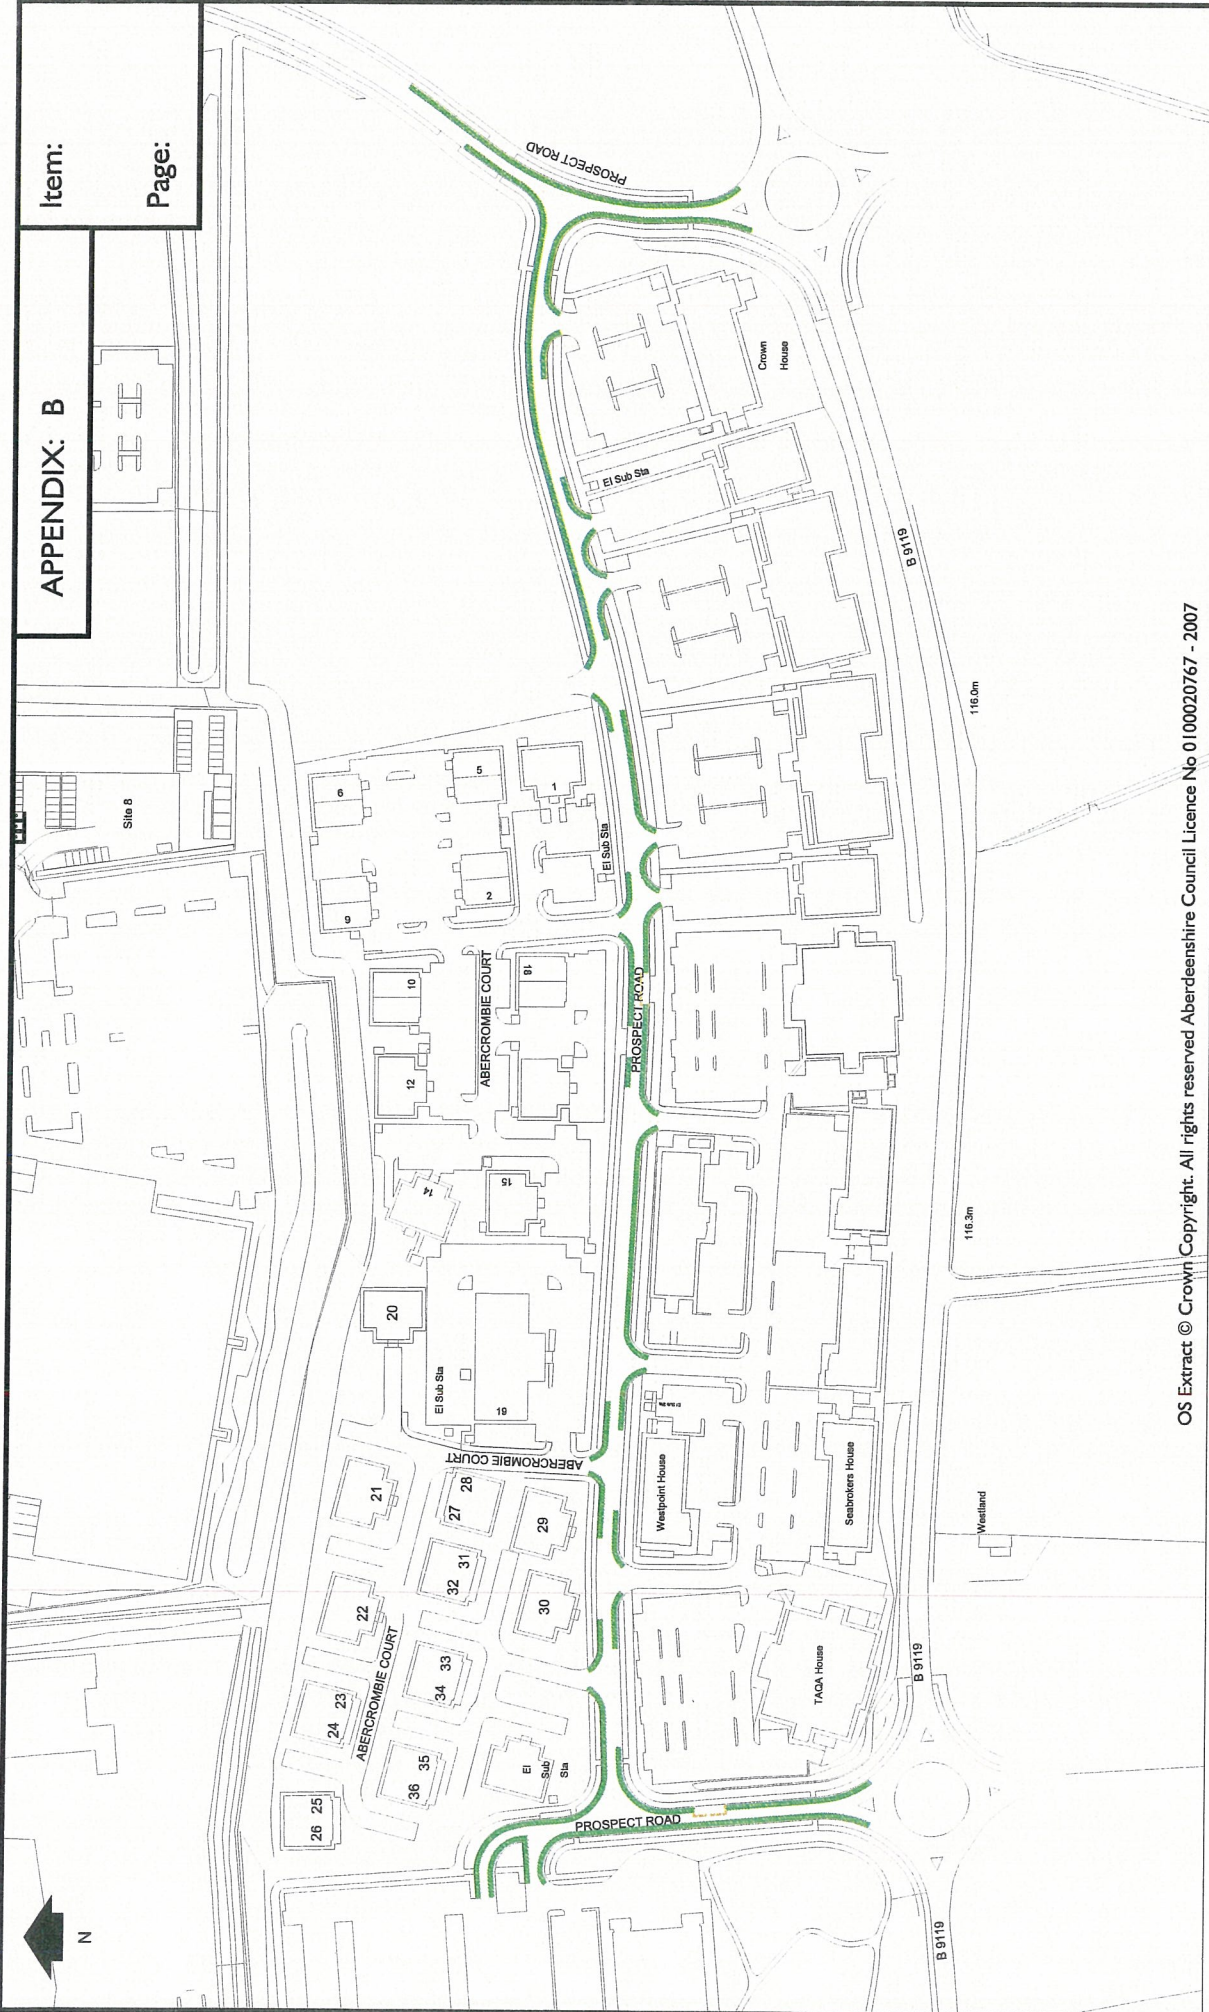 Item:
Page:
APPENDIX: B
N
Site 8
6
5
1
9
2
El Sub Sta
10
18
12
ABERCROMBIE COURT
14
15
20
El Sub Sta
19
ABERCROMBIE COURT
21
28
27
29
22
31
32
30
23
24
33
34
ABERCROMBIE COURT
25
26
35
36
El
Sub
Sta
PROSPECT ROAD
PROSPECT ROAD
PROSPECT ROAD
Crown
House
El Sub Sta
B 9119
116.0m
116.3m
Westpoint House
Seabrokers House
Westland
TAQA House
B 9119
B 9119
OS Extract © Crown Copyright. All rights reserved Aberdeenshire Council Licence No 0100020767 - 2007